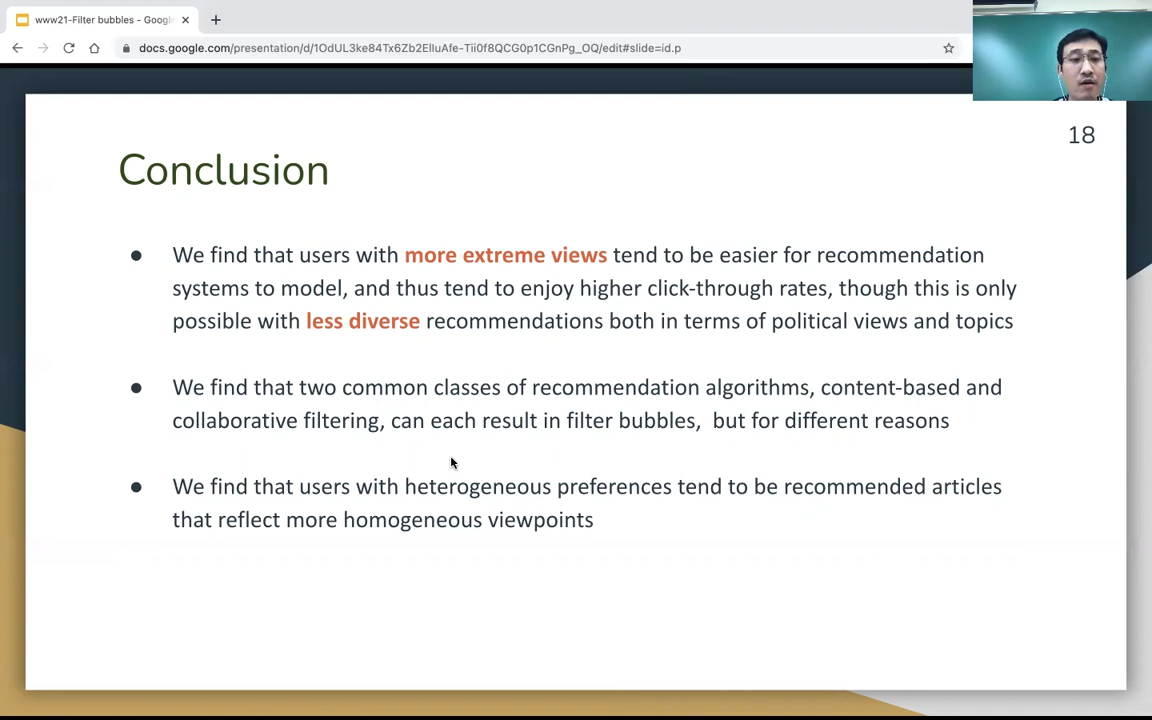 www21-Filter bubbles - Goog
docs.google.com/presentation/d/1OdUL3ke84Tx6Zb2ElluAfe-Tii0f8QCG0p1CGnPg_OQ/edit#slide=id.p
18
Conclusion
● We find that users with more extreme views tend to be easier for recommendation
systems to model, and thus tend to enjoy higher click-through rates, though this is only
possible with less diverse recommendations both in terms of political views and topics
● We find that two common classes of recommendation algorithms, content-based and
collaborative filtering, can each result in filter bubbles, but for different reasons
● We find that users with heterogeneous preferences tend to be recommended articles
that reflect more homogeneous viewpoints